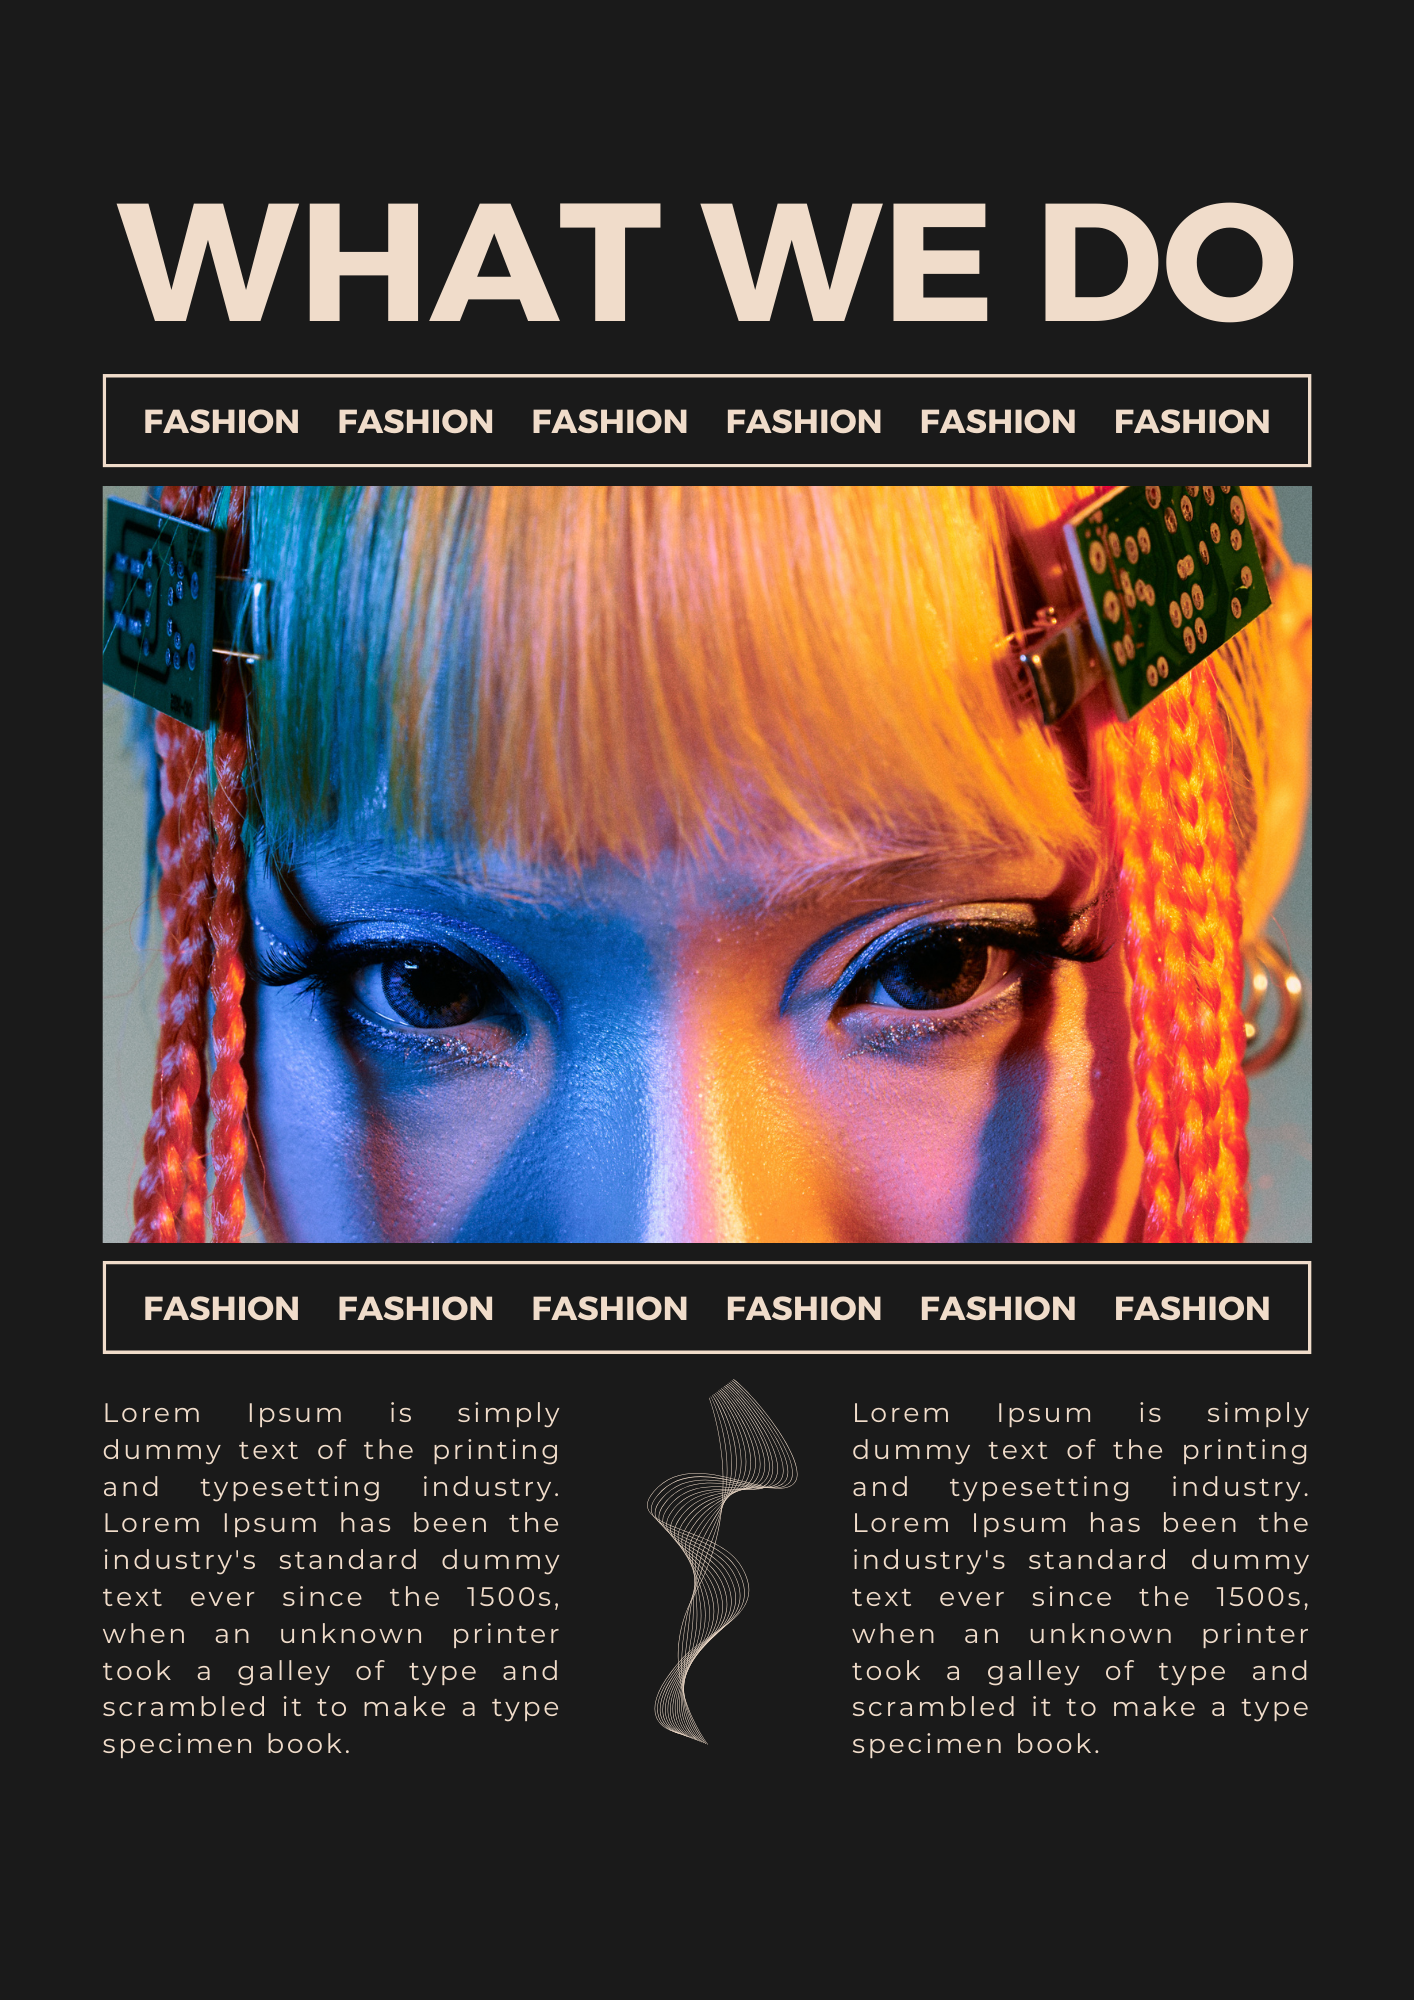 WHAT WE DO
FASHION FASHION FASHION FASHION FASHION FASHION
FASHION FASHION FASHION FASHION FASHION FASHION
Lorem Ipsum is simply
dummy text of the printing
and typesetting industry.
Lorem Ipsum has been the
industry's standard dummy
text ever since the 1500s,
when an unknown printer
took a galley of type and
scrambled it to make a type
specimen book.
Lorem Ipsum is simply
dummy text of the printing
and typesetting industry.
Lorem Ipsum has been the
industry's standard dummy
text ever since the 1500s,
when an unknown printer
took a galley of type and
scrambled it to make a type
specimen book.